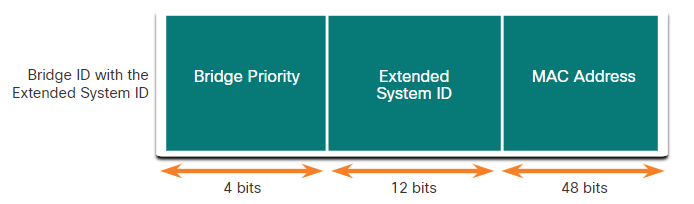 Bridge ID with the
Extended System ID
Bridge Priority
Extended
System ID
MAC Address
4 bits
12 bits
48 bits